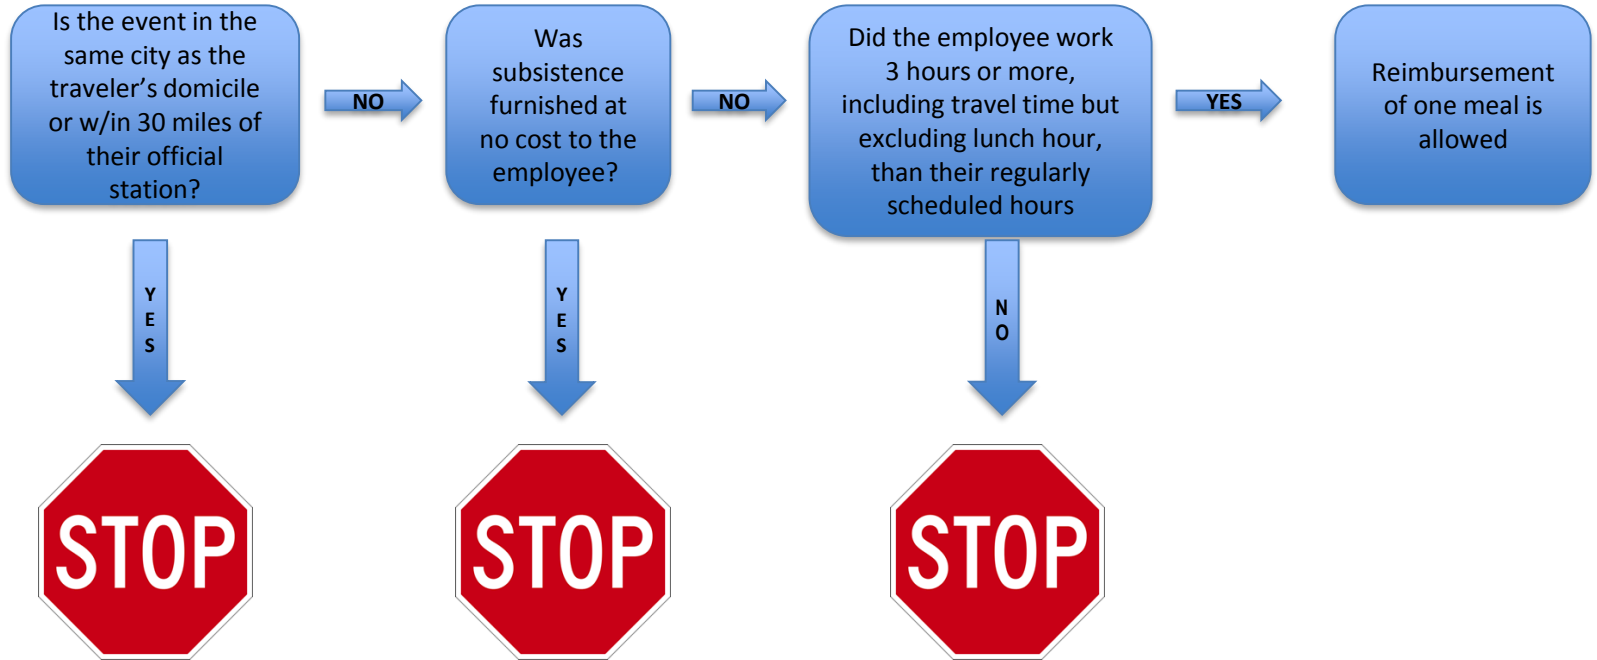 Is the event in the
same city as the
traveler’s domicile
or w/in 30 miles of
their official
station?
NO
Was
subsistence
furnished at
no cost to the
employee?
NO
Did the employee work
3 hours or more,
including travel time but
excluding lunch hour,
than their regularly
scheduled hours
YES
Reimbursement
of one meal is
allowed
Y
E
S
Y
E
S
N
O
STOP
STOP
STOP